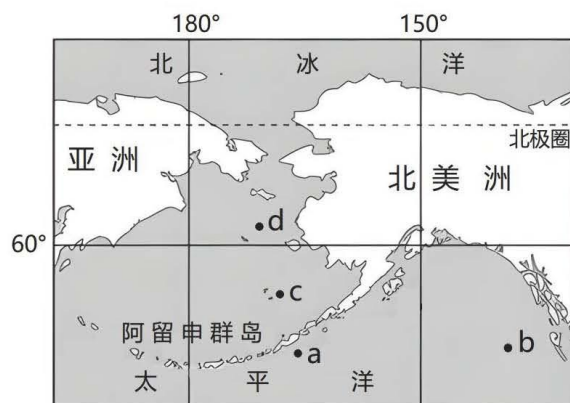 180° 150°
北 冰 洋
北极圈
亚 洲
北 美 洲
d
60°
c
阿留申群岛
a
b
太 平 洋